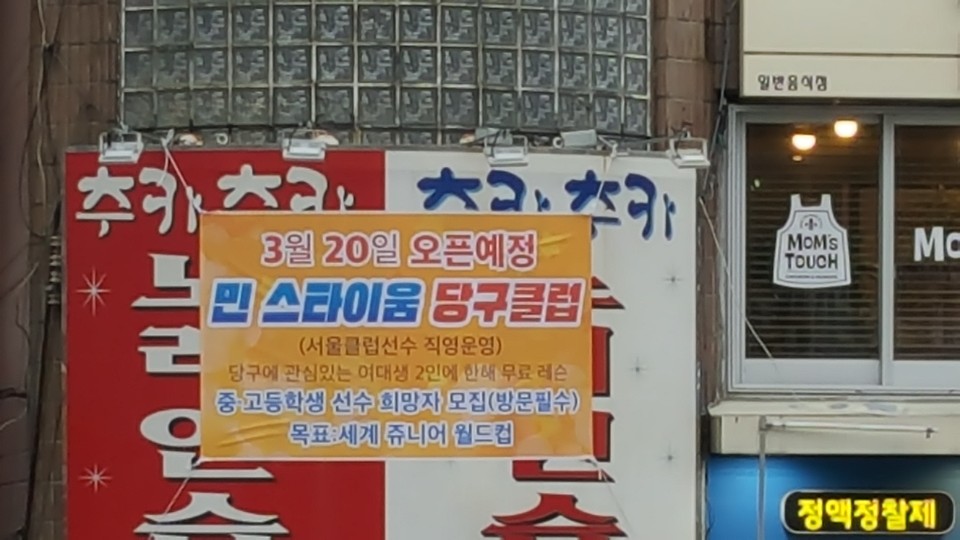 일반음식점
추카추카 추카추카
3월 20일 오픈예정
민 스타이움 당구클럽
(서울클럽선수 직영운영)
당구에 관심있는 여대생 2인에 한해 무료 레슨
중·고등학생 선수 희망자 모집(방문필수)
목표:세계 쥬니어 월드컵
MOM'S
TOUCH
정액정찰제